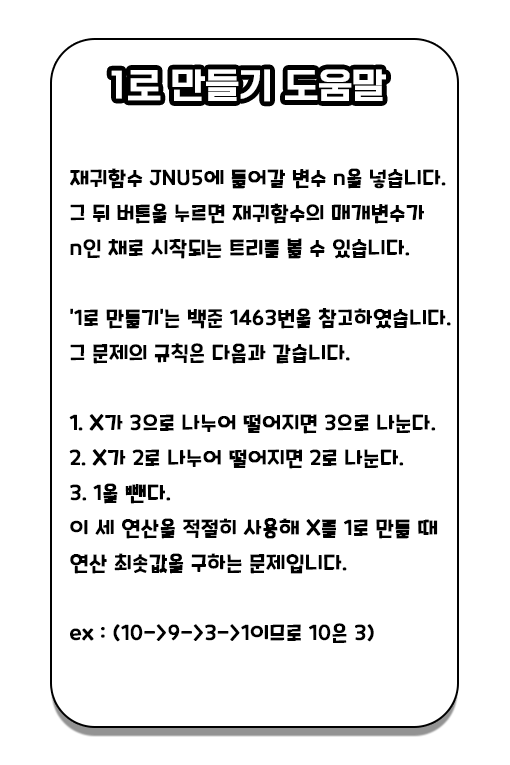 1로 만들기 도움말
재귀함수 JNU5에 들어갈 변수 n을 넣습니다.
그 뒤 버튼을 누르면 재귀함수의 매개변수가
n인 채로 시작되는 트리를 볼 수 있습니다.
'1로 만들기'는 백준 1463번을 참고하였습니다.
그 문제의 규칙은 다음과 같습니다.
1. X가 3으로 나누어 떨어지면 3으로 나눈다.
2. X가 2로 나누어 떨어지면 2로 나눈다.
3. 1을 뺀다.
이 세 연산을 적절히 사용해 X를 1로 만들 때
연산 최솟값을 구하는 문제입니다.
ex : (10->9->3->1이므로 10은 3)